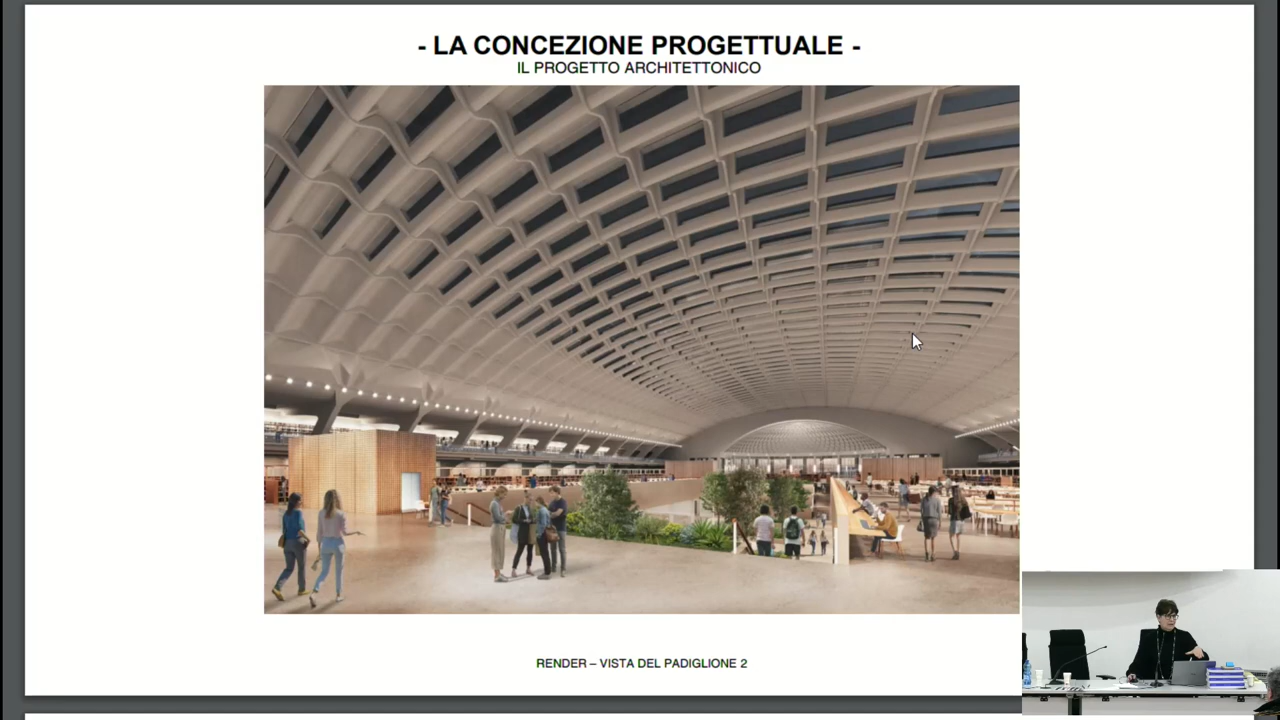 - LA CONCEZIONE PROGETTUALE -
IL PROGETTO ARCHITETTONICO
RENDER – VISTA DEL PADIGLIONE 2